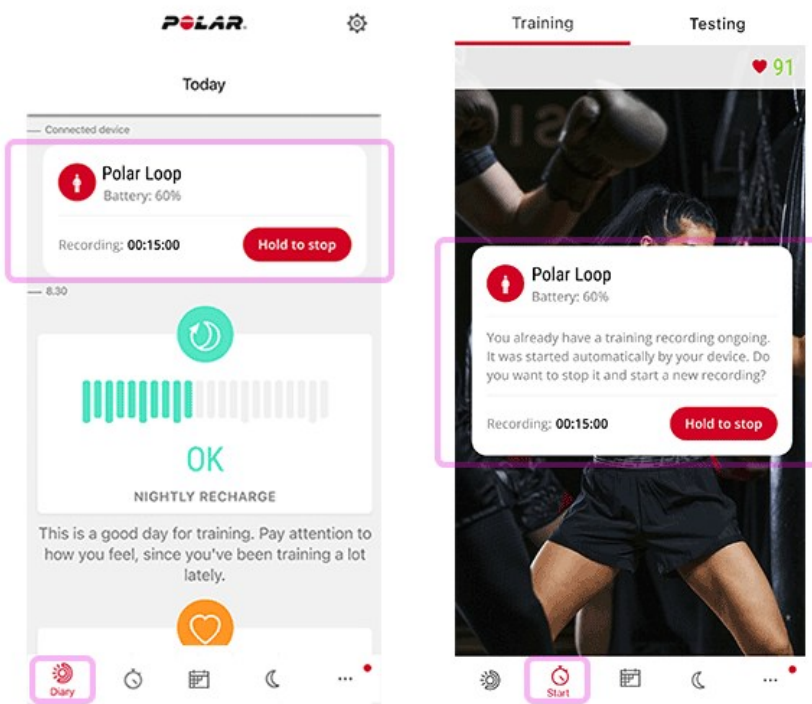 POLAR
Today
Connected device
Polar Loop
Battery: 60%
Recording: 00:15:00
Hold to stop
8.30
OK
NIGHTLY RECHARGE
This is a good day for training. Pay attention to
how you feel, since you've been training a lot
lately.
Diary
Training
Testing
91
IS
Polar Loop
Battery: 60%
You already have a training recording ongoing.
It was started automatically by your device. Do
you want to stop it and start a new recording?
Recording: 00:15:00
Hold to stop
Start